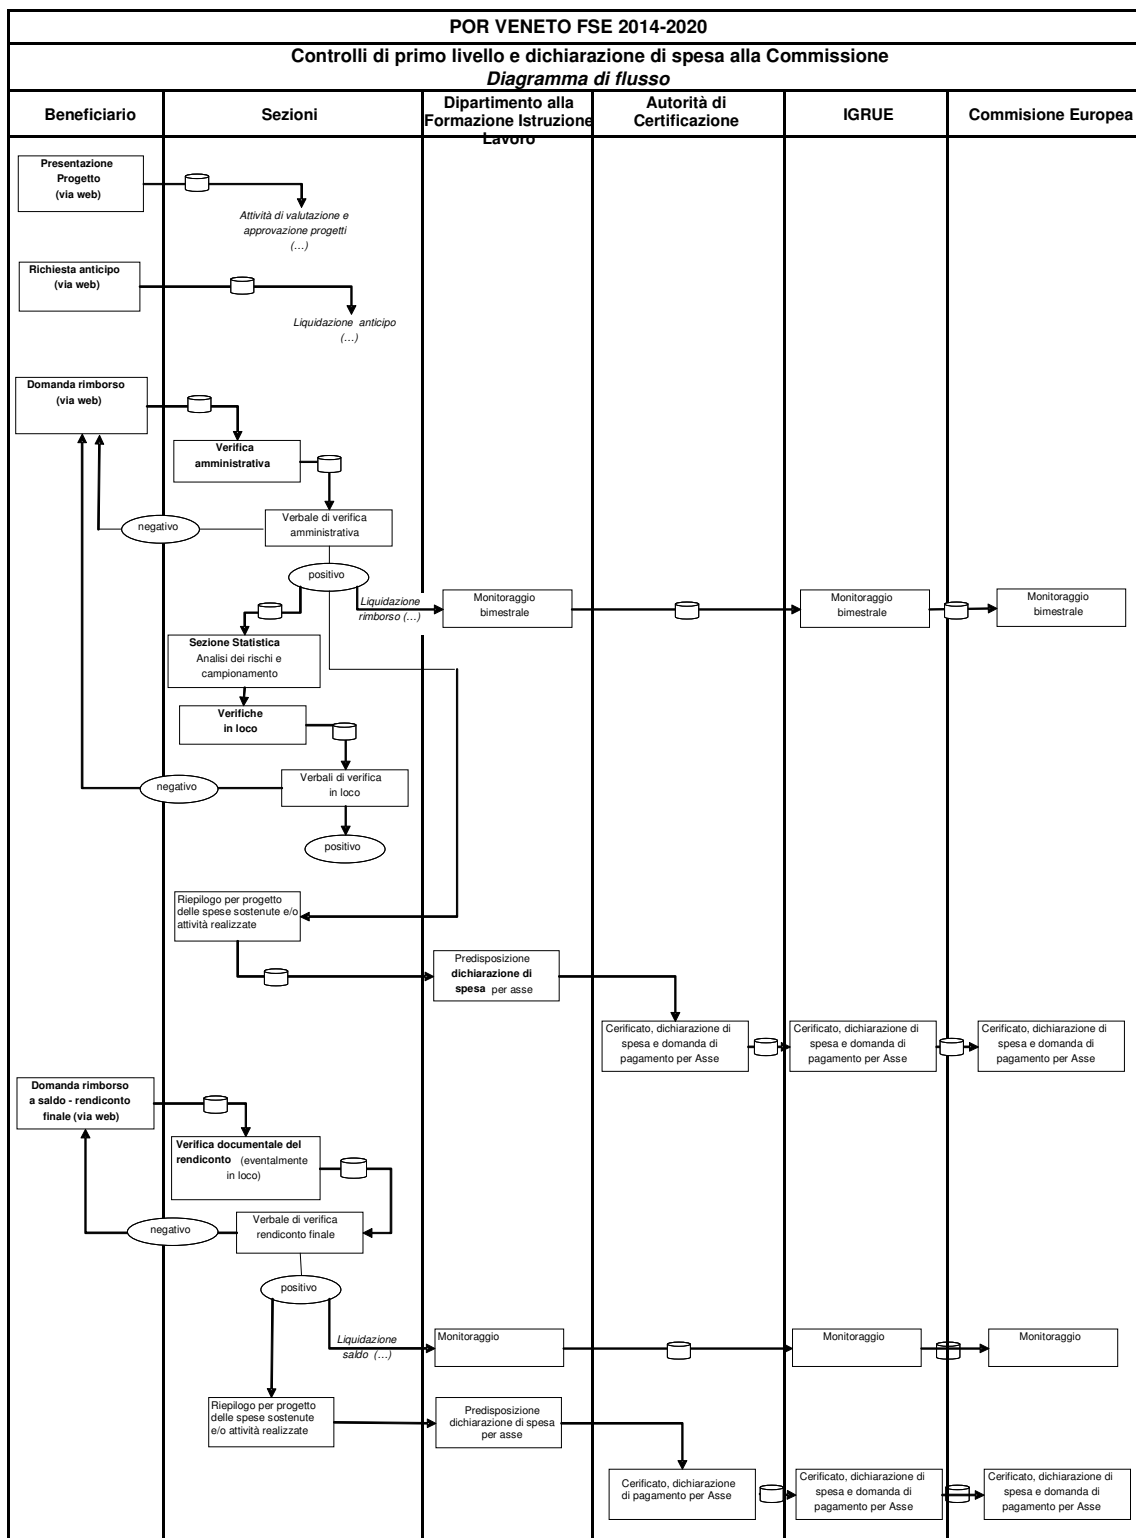 POR VENETO FSE 2014-2020
Controlli di primo livello e dichiarazione di spesa alla Commissione
Diagramma di flusso
Beneficiario
Sezioni
Dipartimento alla
Formazione Istruzione
Lavoro
Autorità di
Certificazione
IGRUE
Commisione Europea
Presentazione
Progetto
(via web)
Attività di valutazione e
approvazione progetti
(…)
Richiesta anticipo
(via web)
Liquidazione anticipo
(…)
Domanda rimborso
(via web)
Verifica
amministrativa
Verbale di verifica
amministrativa
negativo
positivo
Liquidazione
rimborso (…)
Monitoraggio
bimestrale
Monitoraggio
bimestrale
Monitoraggio
bimestrale
Sezione Statistica
Analisi dei rischi e
campionamento
Verifiche
in loco
Verbali di verifica
in loco
negativo
positivo
Riepilogo per progetto
delle spese sostenute e/o
attività realizzate
Predisposizione
dichiarazione di
spesa per asse
Cerificato, dichiarazione di
spesa e domanda di
pagamento per Asse
Cerificato, dichiarazione di
spesa e domanda di
pagamento per Asse
Cerificato, dichiarazione di
spesa e domanda di
pagamento per Asse
Domanda rimborso
a saldo - rendiconto
finale (via web)
Verifica documentale del
rendiconto (eventalmente
in loco)
Verbale di verifica
rendiconto finale
negativo
positivo
Liquidazione
saldo (…)
Monitoraggio
Monitoraggio
Monitoraggio
Riepilogo per progetto
delle spese sostenute
e/o attività realizzate
Predisposizione
dichiarazione di spesa
per asse
Cerificato, dichiarazione
di pagamento per Asse
Cerificato, dichiarazione di
spesa e domanda di
pagamento per Asse
Cerificato, dichiarazione di
spesa e domanda di
pagamento per Asse